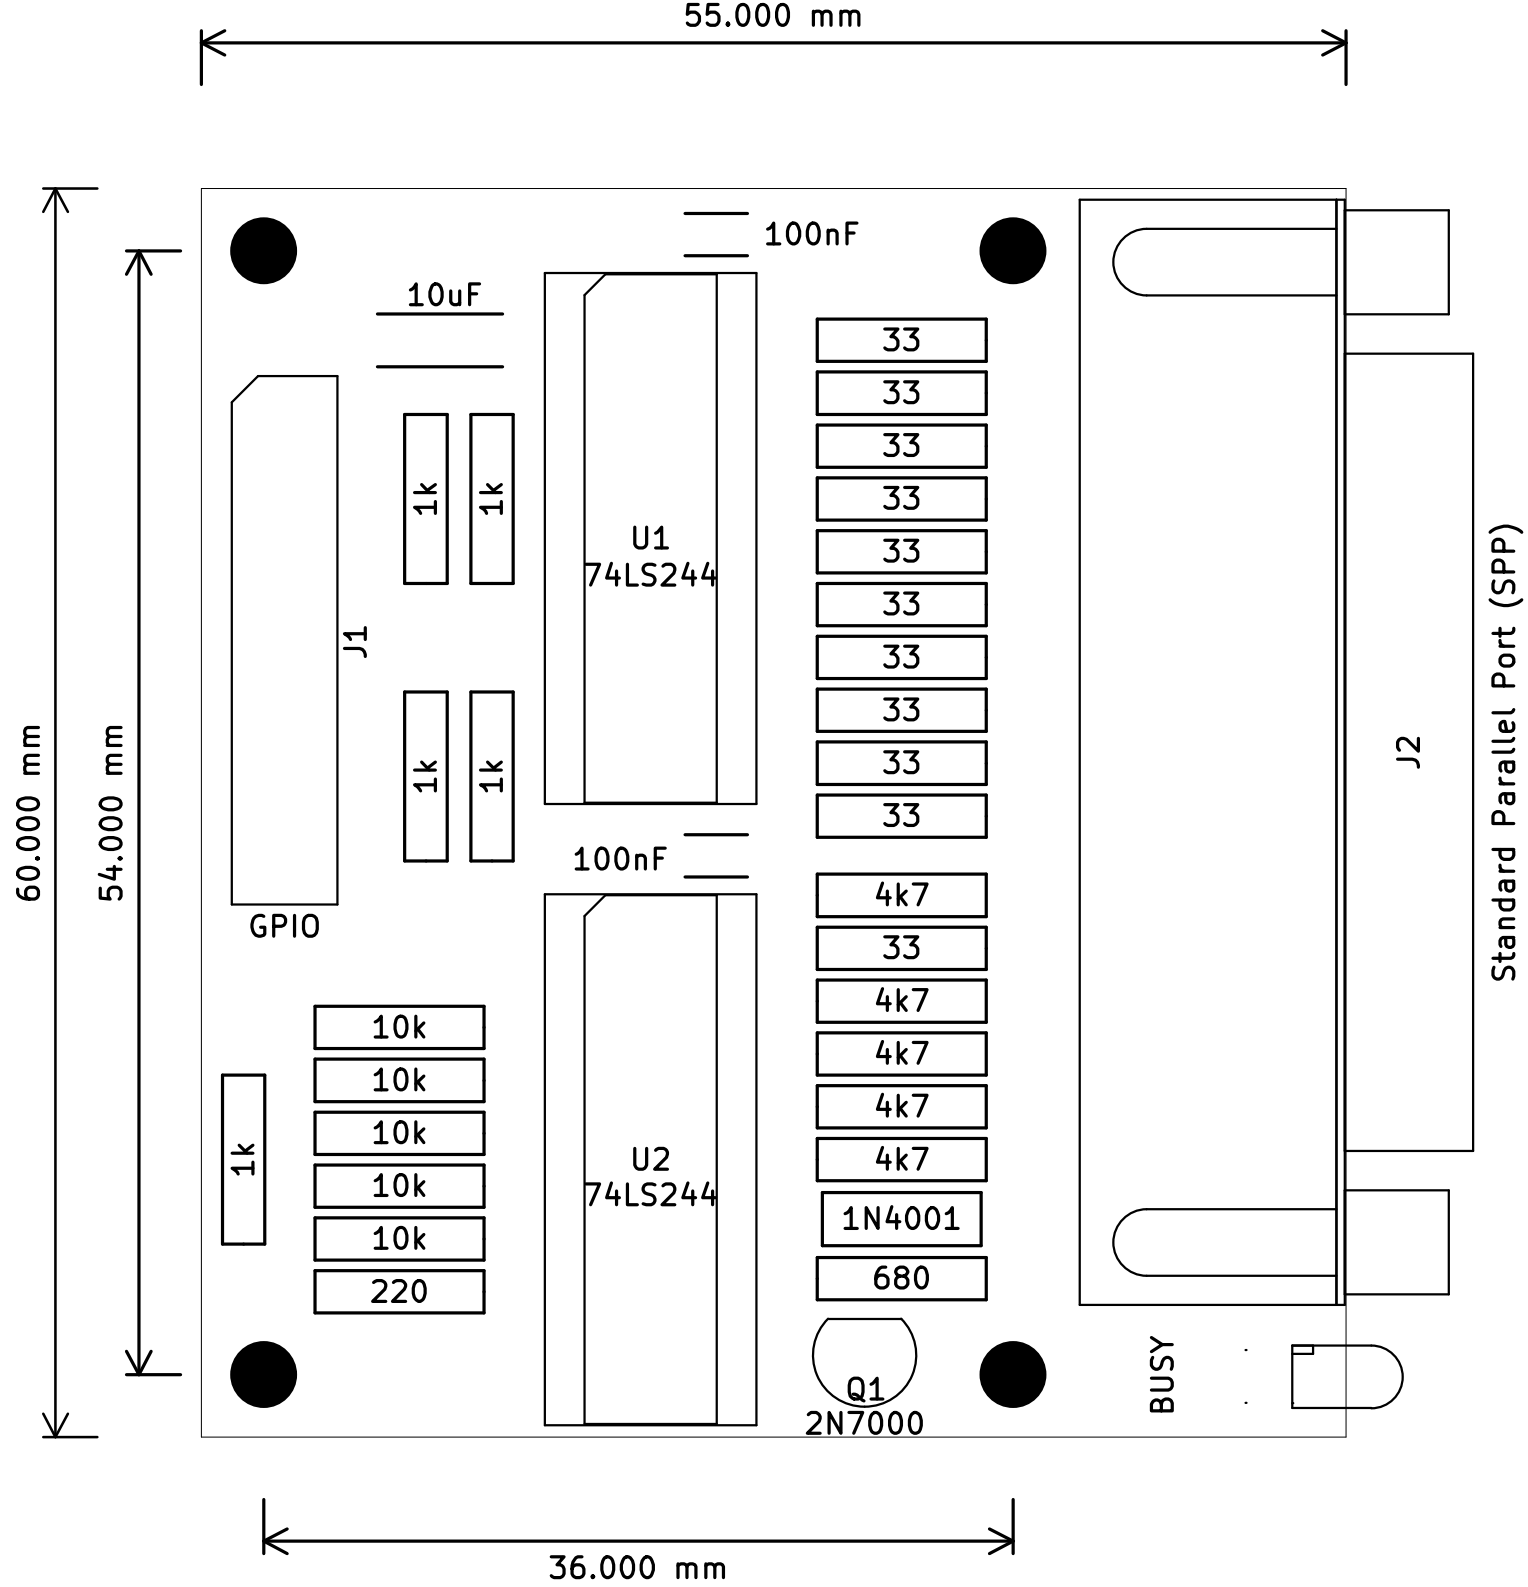 55.000 mm
100nF
10uF
33
33
33
33
33
33
33
33
33
33
1k
1k
U1
74LS244
J1
1k
1k
60.000 mm
54.000 mm
J2
Standard Parallel Port (SPP)
100nF
GPIO
4k7
33
4k7
4k7
4k7
4k7
1N4001
680
10k
10k
10k
10k
10k
220
1k
U2
74LS244
Q1
2N7000
BUSY
36.000 mm